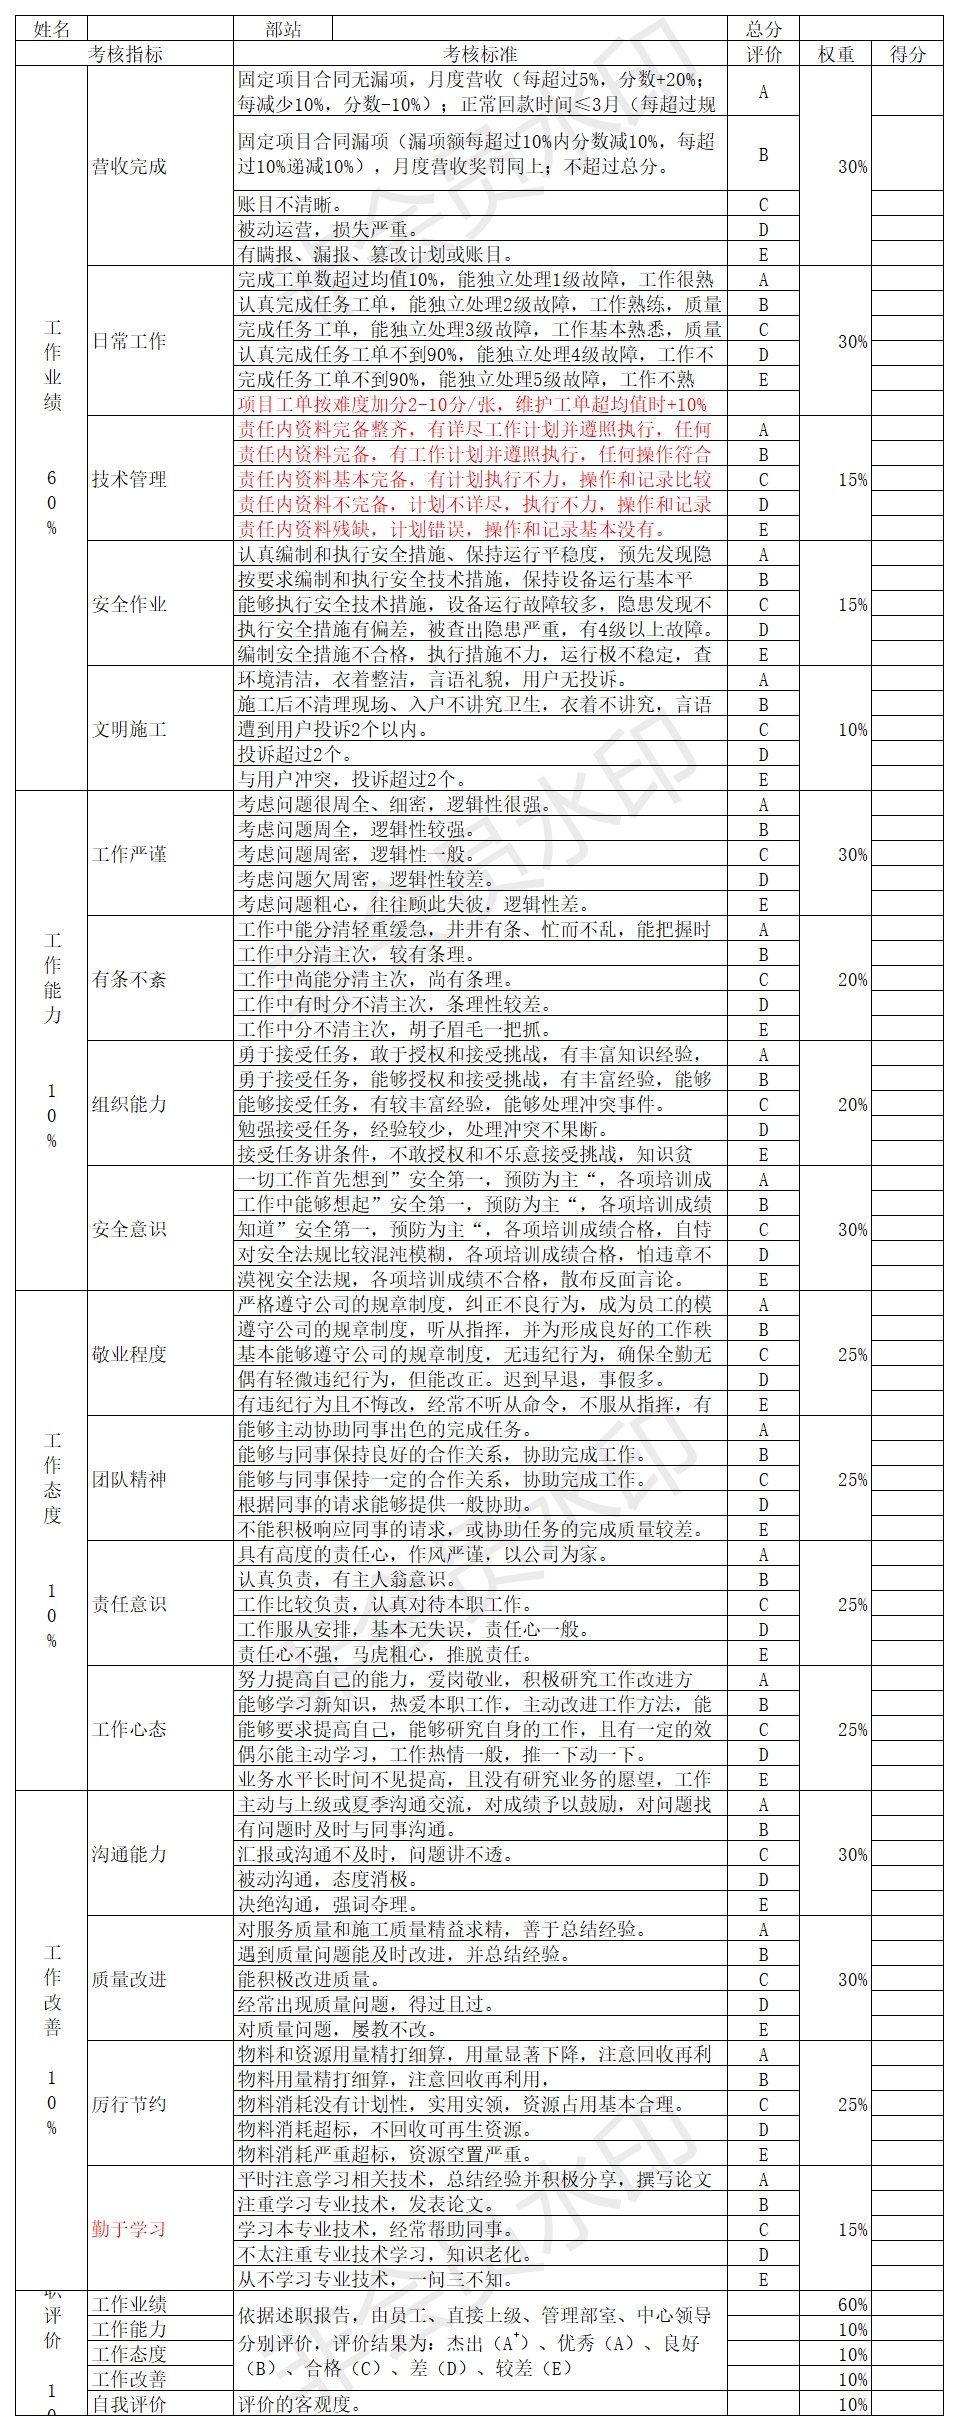 姓名 部站 总分
考核指标 考核标准 评价 权重 得分
工作业绩 60%
营收完成 30%
固定项目合同无漏项，月度营收（每超过5%，分数+20%；
每减少10%，分数-10%）；正常回款时间≤3月（每超过规 A
固定项目合同漏项（漏项额每超过10%内分数减10%，每超
过10%递减10%），月度营收奖罚同上；不超过总分。 B
账目不清晰。 C
被动运营，损失严重。 D
有瞒报、漏报、篡改计划或账目。 E
日常工作 30%
完成工单数超过均值10%，能独立处理1级故障，工作很熟 A
认真完成任务工单，能独立处理2级故障，工作熟练，质量 B
完成任务工单，能独立处理3级故障，工作基本熟悉，质量 C
认真完成任务工单不到90%，能独立处理4级故障，工作不 D
完成任务工单不到90%，能独立处理5级故障，工作不熟 E
项目工单按难度加分2-10分/张，维护工单超均值时+10%
技术管理 15%
责任内资料完备整齐，有详尽工作计划并遵照执行，任何 A
责任内资料完备，有工作计划并遵照执行，任何操作符合 B
责任内资料基本完备，有计划执行不力，操作和记录比较 C
责任内资料不完备，计划不详尽，执行不力，操作和记录 D
责任内资料残缺，计划错误，操作和记录基本没有。 E
安全作业 15%
认真编制和执行安全措施、保持运行平稳度，预先发现隐 A
按要求编制和执行安全技术措施，保持设备运行基本平 B
能够执行安全技术措施，设备运行故障较多，隐患发现不 C
执行安全措施有偏差，被查出隐患严重，有4级以上故障。 D
编制安全措施不合格，执行措施不力，运行极不稳定，查 E
文明施工 10%
环境清洁，衣着整洁，言语礼貌，用户无投诉。 A
施工后不清理现场、入户不讲究卫生，衣着不讲究，言语 B
遭到用户投诉2个以内。 C
投诉超过2个。 D
与用户冲突，投诉超过2个。 E
工作能力 10%
工作严谨 30%
考虑问题很周全、细密，逻辑性很强。 A
考虑问题周全，逻辑性较强。 B
考虑问题周密，逻辑性一般。 C
考虑问题欠周密，逻辑性较差。 D
考虑问题粗心，往往顾此失彼，逻辑性差。 E
有条不紊 20%
工作中能分清轻重缓急，井井有条、忙而不乱，能把握时 A
工作中分清主次，较有条理。 B
工作中尚能分清主次，尚有条理。 C
工作中有时分不清主次，条理性较差。 D
工作中分不清主次，胡子眉毛一把抓。 E
组织能力 20%
勇于接受任务，敢于授权和接受挑战，有丰富知识经验， A
勇于接受任务，能够授权和接受挑战，有丰富经验，能够 B
能够接受任务，有较丰富经验，能够处理冲突事件。 C
勉强接受任务，经验较少，处理冲突不果断。 D
接受任务讲条件，不敢授权和不乐意接受挑战，知识贫 E
安全意识 30%
一切工作首先想到”安全第一，预防为主“，各项培训成 A
工作中能够想起”安全第一，预防为主“，各项培训成绩 B
知道”安全第一，预防为主“，各项培训成绩合格，自恃 C
对安全法规比较混沌模糊，各项培训成绩合格，怕违章不 D
漠视安全法规，各项培训成绩不合格，散布反面言论。 E
工作态度 10%
敬业程度 25%
严格遵守公司的规章制度，纠正不良行为，成为员工的模 A
遵守公司的规章制度，听从指挥，并为形成良好的工作秩 B
基本能够遵守公司的规章制度，无违纪行为，确保全勤无 C
偶有轻微违纪行为，但能改正。迟到早退，事假多。 D
有违纪行为且不悔改，经常不听从命令，不服从指挥，有 E
团队精神 25%
能够主动协助同事出色的完成任务。 A
能够与同事保持良好的合作关系，协助完成工作。 B
能够与同事保持一定的合作关系，协助完成工作。 C
根据同事的请求能够提供一般协助。 D
不能积极响应同事的请求，或协助任务的完成质量较差。 E
责任意识 25%
具有高度的责任心，作风严谨，以公司为家。 A
认真负责，有主人翁意识。 B
工作比较负责，认真对待本职工作。 C
工作服从安排，基本无失误，责任心一般。 D
责任心不强，马虎粗心，推脱责任。 E
工作心态 25%
努力提高自己的能力，爱岗敬业，积极研究工作改进方 A
能够学习新知识，热爱本职工作，主动改进工作方法，能 B
能够要求提高自己，能够研究自身的工作，且有一定的效 C
偶尔能主动学习，工作热情一般，推一下动一下。 D
业务水平长时间不见提高，且没有研究业务的愿望，工作 E
工作改善 10%
沟通能力 30%
主动与上级或夏季沟通交流，对成绩予以鼓励，对问题找 A
有问题时及时与同事沟通。 B
汇报或沟通不及时，问题讲不透。 C
被动沟通，态度消极。 D
决绝沟通，强词夺理。 E
质量改进 30%
对服务质量和施工质量精益求精，善于总结经验。 A
遇到质量问题能及时改进，并总结经验。 B
能积极改进质量。 C
经常出现质量问题，得过且过。 D
对质量问题，屡教不改。 E
厉行节约 25%
物料和资源用量精打细算，用量显著下降，注意回收再利 A
物料用量精打细算，注意回收再利用， B
物料消耗没有计划性，实用实领，资源占用基本合理。 C
物料消耗超标，不回收可再生资源。 D
物料消耗严重超标，资源空置严重。 E
勤于学习 15%
平时注意学习相关技术，总结经验并积极分享，撰写论文 A
注重学习专业技术，发表论文。 B
学习本专业技术，经常帮助同事。 C
不太注重专业技术学习，知识老化。 D
从不学习专业技术，一问三不知。 E
职评价 10
工作业绩 60%
工作能力 10%
工作态度 10%
工作改善 10%
依据述职报告，由员工、直接上级、管理部室、中心领导
分别评价，评价结果为：杰出（A+）、优秀（A）、良好
（B）、合格（C）、差（D）、较差（E）
自我评价 评价的客观度。 10%
非会员水印
非会员水印
非会员水印
非会员水印